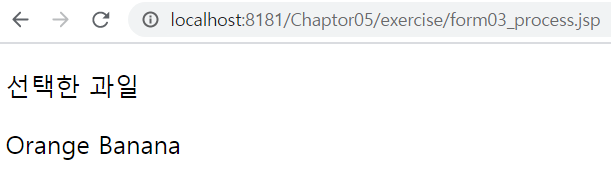 localhost:8181/Chaptor05/exercise/form03_process.jsp
선택한 과일
Orange Banana